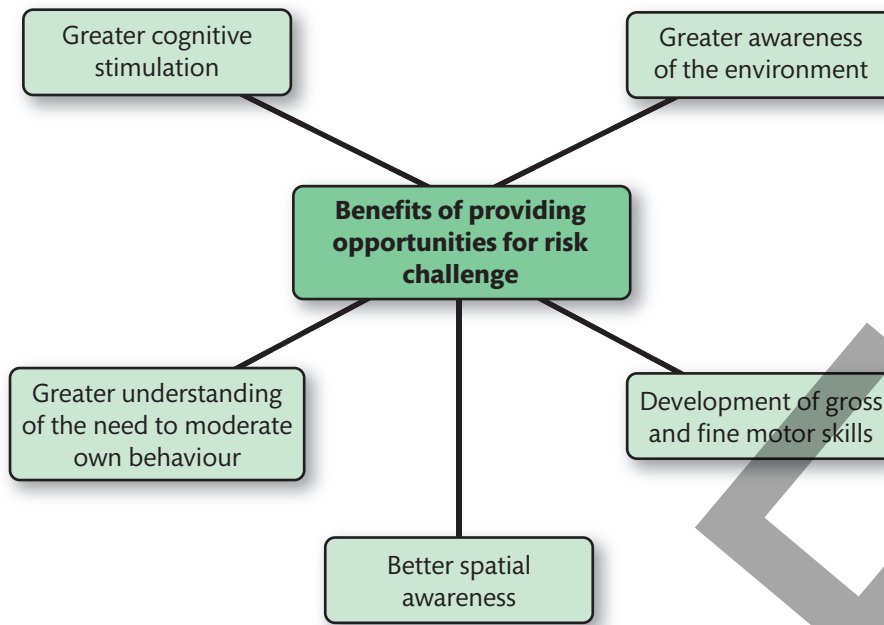 Greater cognitive
stimulation
Greater awareness
of the environment
Benefits of providing
opportunities for risk
challenge
Greater understanding
of the need to moderate
own behaviour
Development of gross
and fine motor skills
Better spatial
awareness